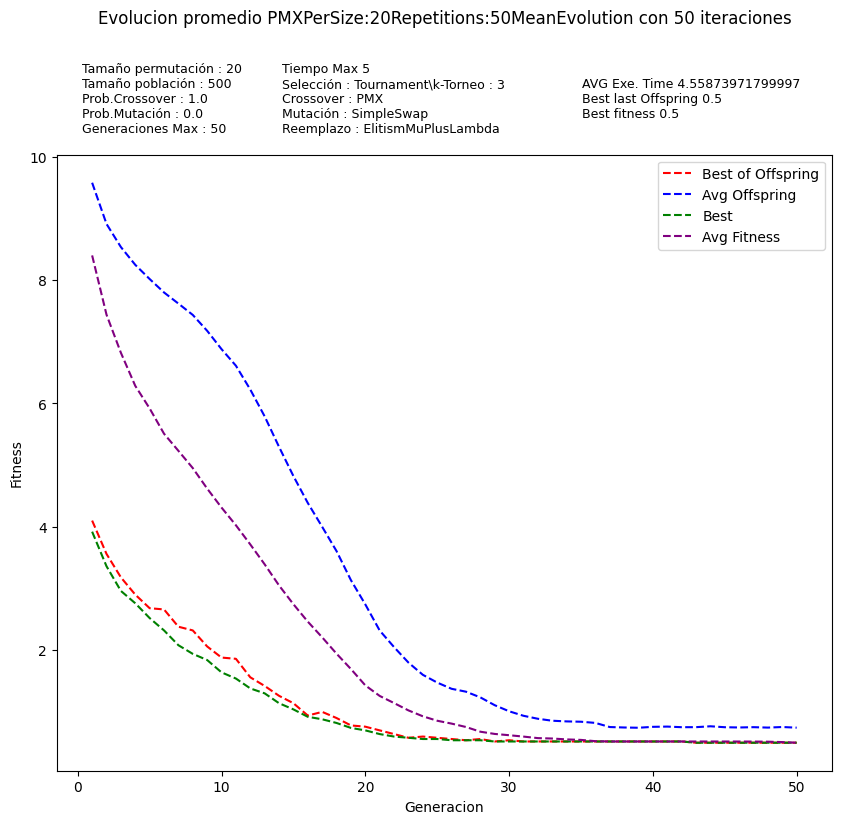 Evolucion promedio PMXPerSize:20Repetitions:50MeanEvolution con 50 iteraciones
Tamaño permutación : 20
Tamaño población : 500
Prob.Crossover : 1.0
Prob.Mutación : 0.0
Generaciones Max : 50
Tiempo Max 5
Selección : Tournament\k-Torneo : 3
Crossover : PMX
Mutación : SimpleSwap
Reemplazo : ElitismMuPlusLambda
AVG Exe. Time 4.55873971799997
Best last Offspring 0.5
Best fitness 0.5
Best of Offspring
Avg Offspring
Best
Avg Fitness
10
8
6
4
2
Fitness
0
10
20
30
40
50
Generacion